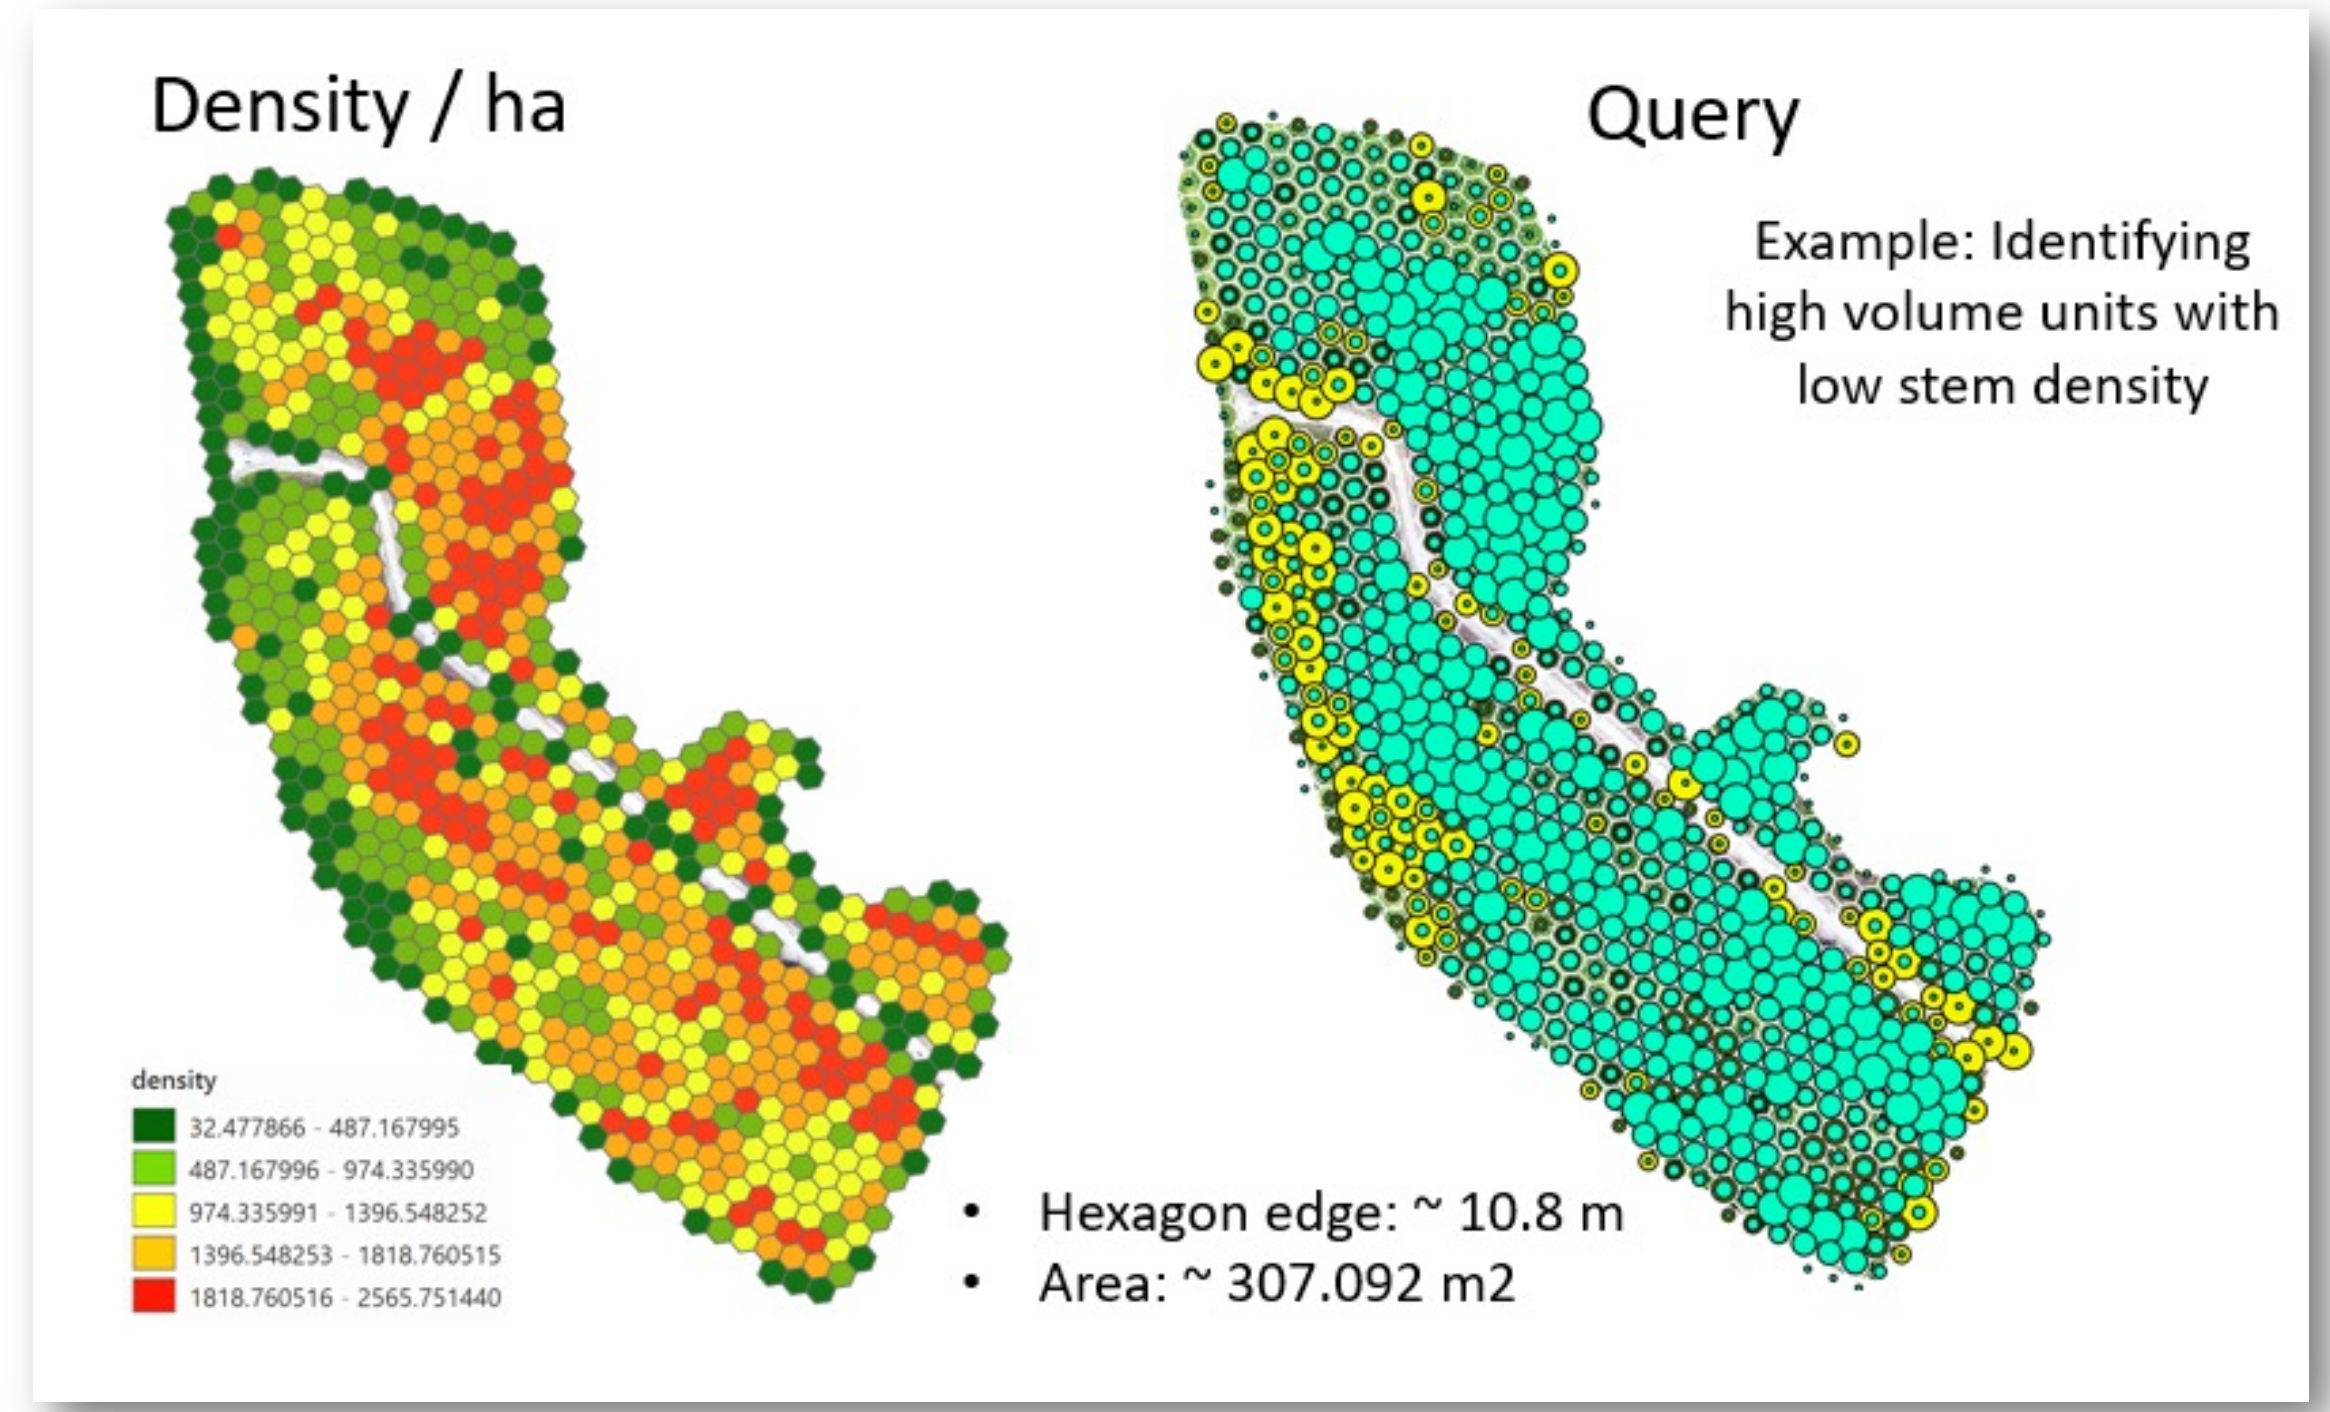 Density / ha
Query
Example: Identifying
high volume units with
low stem density
density
32.477866 - 487.167995
487.167996 - 974.335990
974.335991 - 1396.548252
1396.548253 - 1818.760515
1818.760516 - 2565.751440
• Hexagon edge: ~ 10.8 m
• Area: ~ 307.092 m2